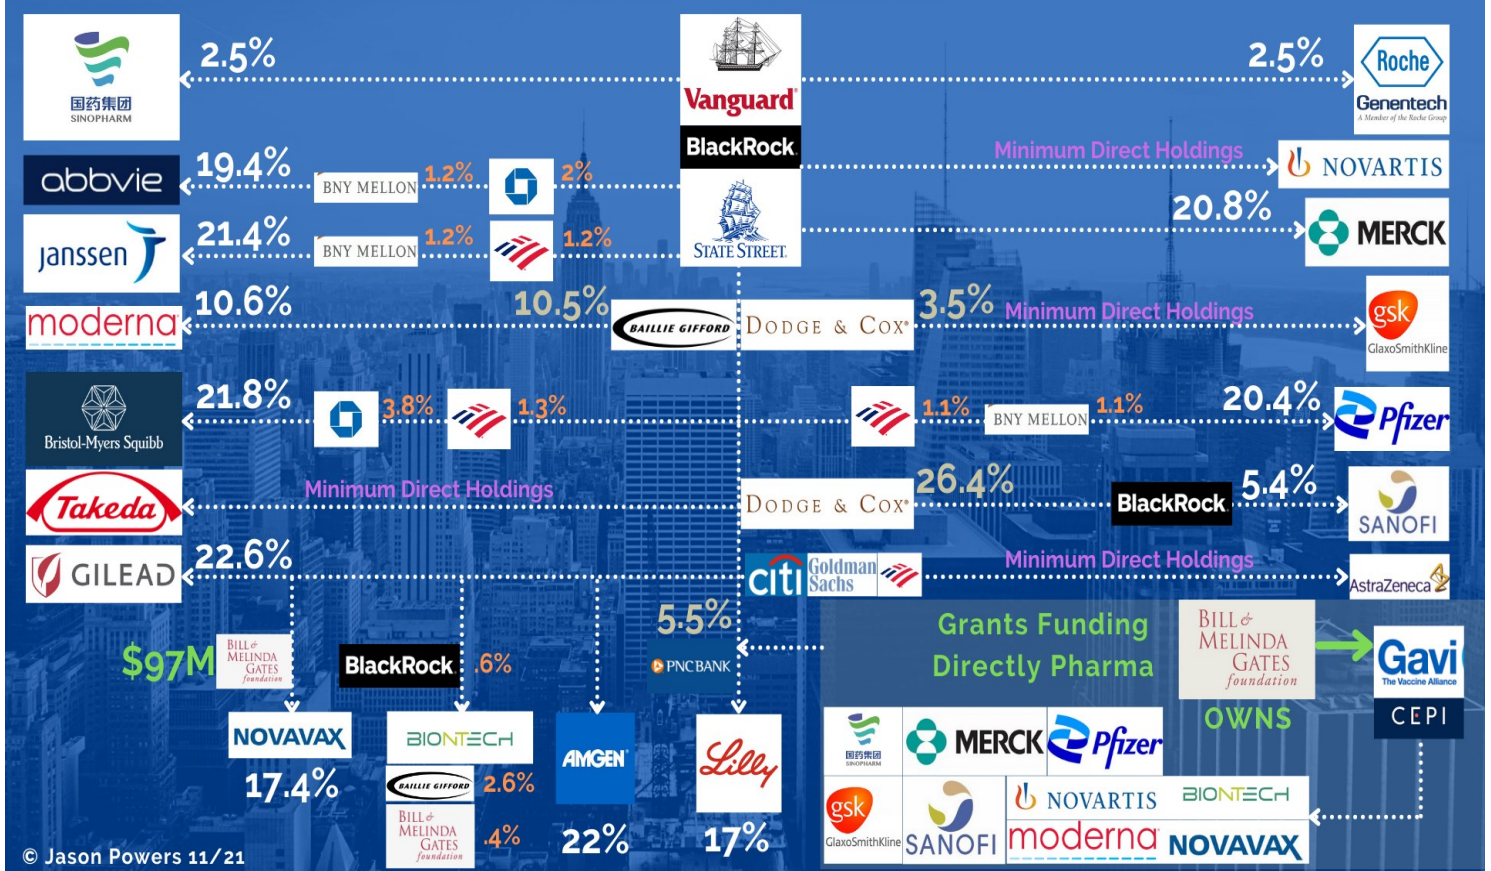 国药集团
SINOPHARM
2.5%
Vanguard
2.5%
Roche
Genentech
A Member of the Roche Group
BlackRock.
abbvie
19.4%
BNY MELLON
1.2%
2%
Minimum Direct Holdings
NOVARTIS
STATE STREET.
20.8%
MERCK
janssen
21.4%
BNY MELLON
1.2%
1.2%
moderna
10.6%
10.5%
BAILLIE GIFFORD
DODGE & COX
3.5%
Minimum Direct Holdings
gsk
GlaxoSmithKline
Bristol-Myers Squibb
21.8%
3.8%
1.3%
1.1%
BNY MELLON
1.1%
20.4%
Pfizer
Takeda
Minimum Direct Holdings
DODGE & COX
26.4%
BlackRock.
5.4%
SANOFI
GILEAD
22.6%
citi
Goldman
Sachs
Minimum Direct Holdings
AstraZeneca
$97M
BILL &
MELINDA
GATES
foundation
BlackRock.
.6%
5.5%
PNC BANK
Grants Funding
Directly Pharma
BILL &
MELINDA
GATES
foundation
OWNS
Gavi
The Vaccine Alliance
CEPI
NOVAVAX
17.4%
BIONTECH
BAILLIE GIFFORD
2.6%
BILL &
MELINDA
GATES
foundation
.4%
AMGEN
22%
Lilly
17%
国药集团
SINOPHARM
MERCK
Pfizer
gsk
GlaxoSmithKline
SANOFI
NOVARTIS
BIONTECH
moderna
NOVAVAX
© Jason Powers 11/21